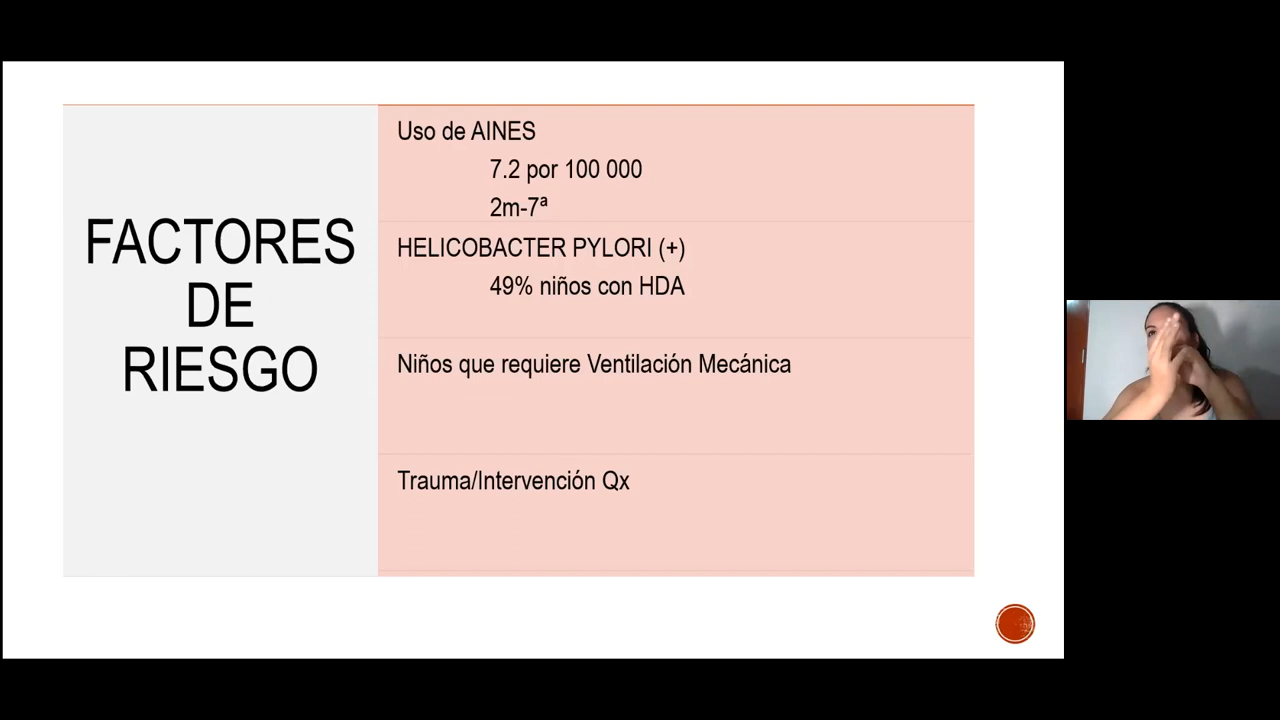 FACTORES
DE
RIESGO
Uso de AINES
7.2 por 100 000
2m-7ª
HELICOBACTER PYLORI (+)
49% niños con HDA
Niños que requiere Ventilación Mecánica
Trauma/Intervención Qx